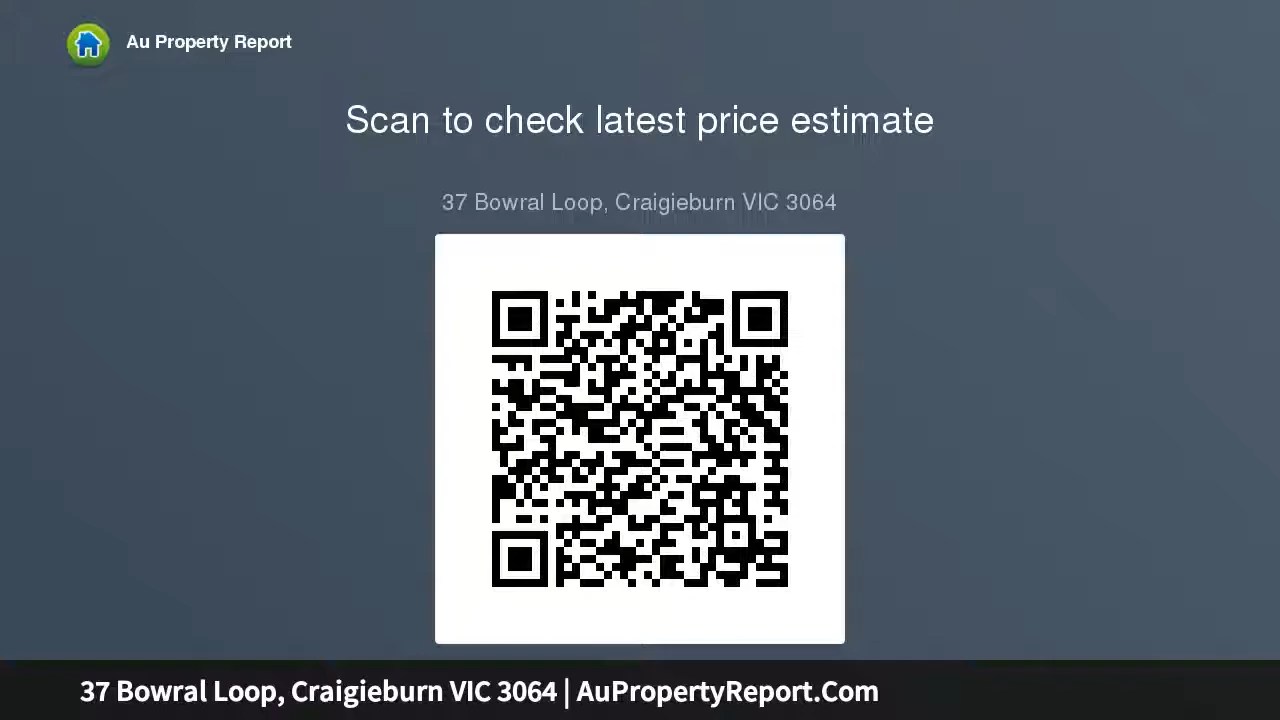 Au Property Report
Scan to check latest price estimate
37 Bowral Loop, Craigieburn VIC 3064
37 Bowral Loop, Craigieburn VIC 3064 | AuPropertyReport.Com